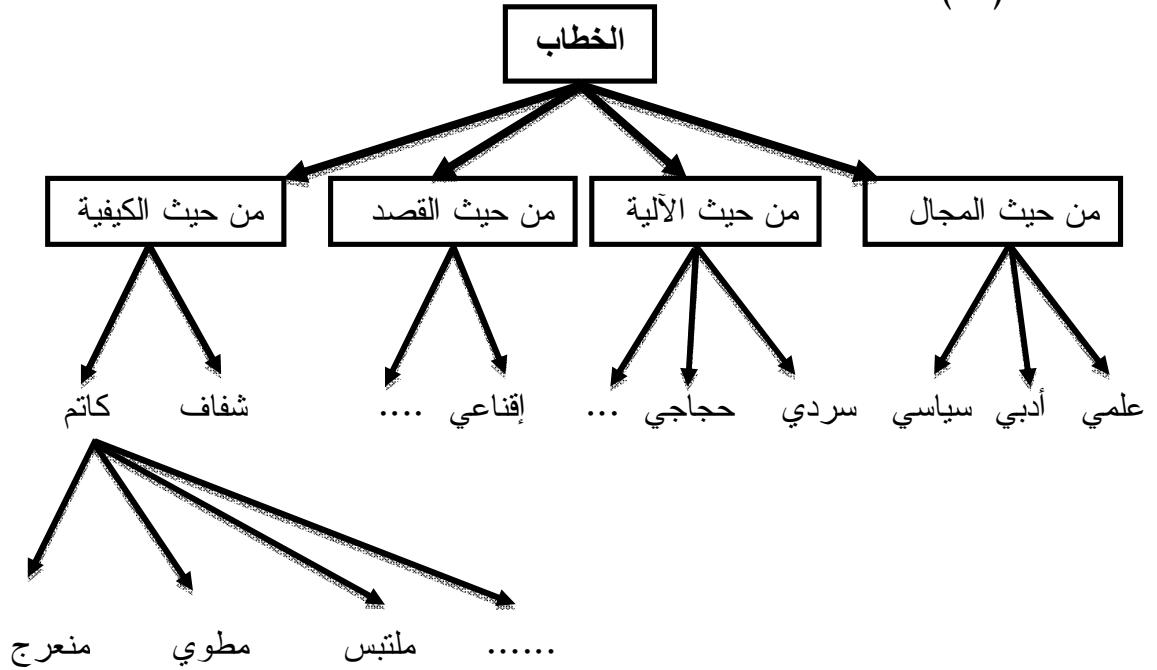 الخطاب
من حيث المجال من حيث الآلية من حيث القصد من حيث الكيفية
علمي أدبي سياسي سردي حجاجي ... إقناعي .... شفاف كاتم
...... ملتبس مطوي منعرج